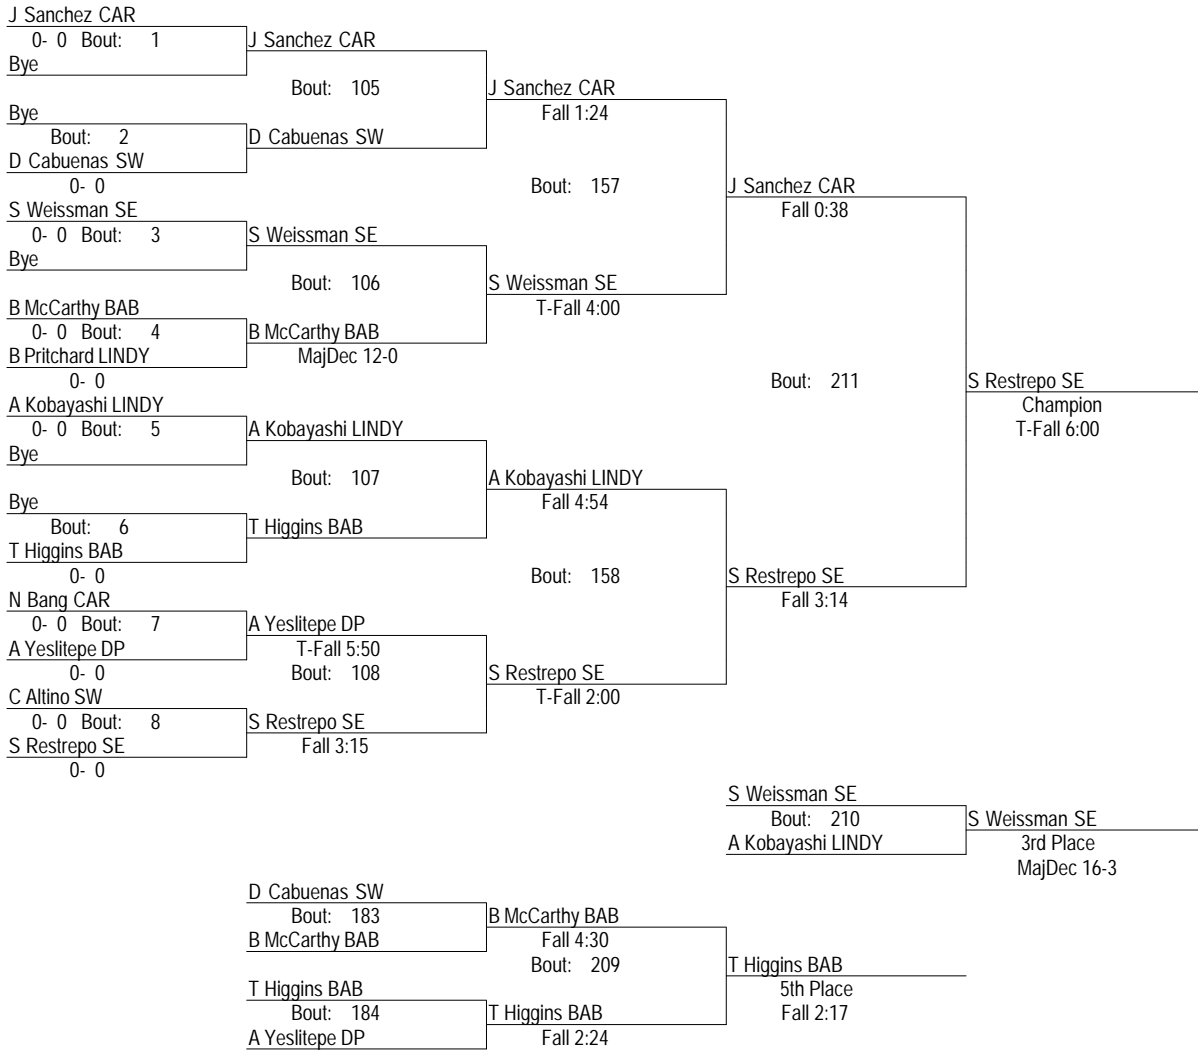 J Sanchez CAR
0- 0 Bout: 1
Bye
J Sanchez CAR
Bout: 105
Bye
Bout: 2
D Cabuenas SW
0- 0
D Cabuenas SW
J Sanchez CAR
Fall 1:24
Bout: 157
S Weissman SE
0- 0 Bout: 3
Bye
S Weissman SE
Bout: 106
B McCarthy BAB
0- 0 Bout: 4
B Pritchard LINDY
0- 0
B McCarthy BAB
MajDec 12-0
S Weissman SE
T-Fall 4:00
J Sanchez CAR
Fall 0:38
Bout: 211
A Kobayashi LINDY
0- 0 Bout: 5
Bye
A Kobayashi LINDY
Bout: 107
Bye
Bout: 6
T Higgins BAB
0- 0
T Higgins BAB
A Kobayashi LINDY
Fall 4:54
Bout: 158
N Bang CAR
0- 0 Bout: 7
A Yeslitepe DP
0- 0
A Yeslitepe DP
T-Fall 5:50
Bout: 108
C Altino SW
0- 0 Bout: 8
S Restrepo SE
0- 0
S Restrepo SE
Fall 3:15
S Restrepo SE
T-Fall 2:00
S Restrepo SE
Fall 3:14
S Restrepo SE
Champion
T-Fall 6:00
S Weissman SE
Bout: 210
A Kobayashi LINDY
S Weissman SE
3rd Place
MajDec 16-3
D Cabuenas SW
Bout: 183
B McCarthy BAB
B McCarthy BAB
Fall 4:30
Bout: 209
T Higgins BAB
Bout: 184
A Yeslitepe DP
T Higgins BAB
Fall 2:24
T Higgins BAB
5th Place
Fall 2:17